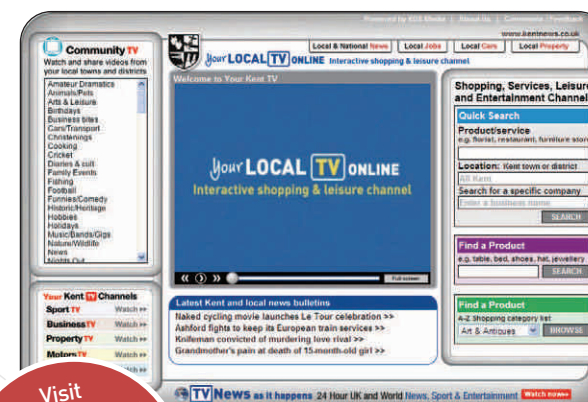 Powered by KOS Media | About Us | Comments / Feedback
www.kentnews.co.uk
Local & National News
Local Jobs
Local Cars
Local Property
Your LOCAL TV ONLINE Interactive shopping & leisure channel
Community TV
Watch and share videos from
your local towns and districts
Amateur Dramatics
Animals/Pets
Arts & Leisure
Birthdays
Business bites
Cars/Transport
Christenings
Cooking
Cricket
Diaries & cult
Family Events
Fishing
Football
Funnies/Comedy
Historic/Heritage
Hobbies
Holidays
Music/Bands/Gigs
Nature/Wildlife
News
Nights Out
Your Kent TV Channels
Sport TV Watch »
Business TV Watch »
Property TV Watch »
Motors TV Watch »
Watch »
Visit
Welcome to Your Kent TV
Your LOCAL TV ONLINE
Interactive shopping & leisure channel
Full screen
Latest Kent and local news bulletins
Naked cycling movie launches Le Tour celebration >>
Ashford fights to keep its European train services >>
Knifeman convicted of murdering love rival >>
Grandmother's pain at death of 15-month-old girl >>
TV News as it happens 24 Hour UK and World News, Sport & Entertainment Watch now»
Shopping, Services, Leisure
and Entertainment Channel
Quick Search
Product/service
e.g. florist, restaurant, furniture store
Location: Kent town or district
All Kent
Search for a specific company
Enter a business name
SEARCH
Find a Product
e.g. table, bed, shoes, hat, jewellery
SEARCH
Find a Product
A-Z Shopping category list
Art & Antiques
BROWSE